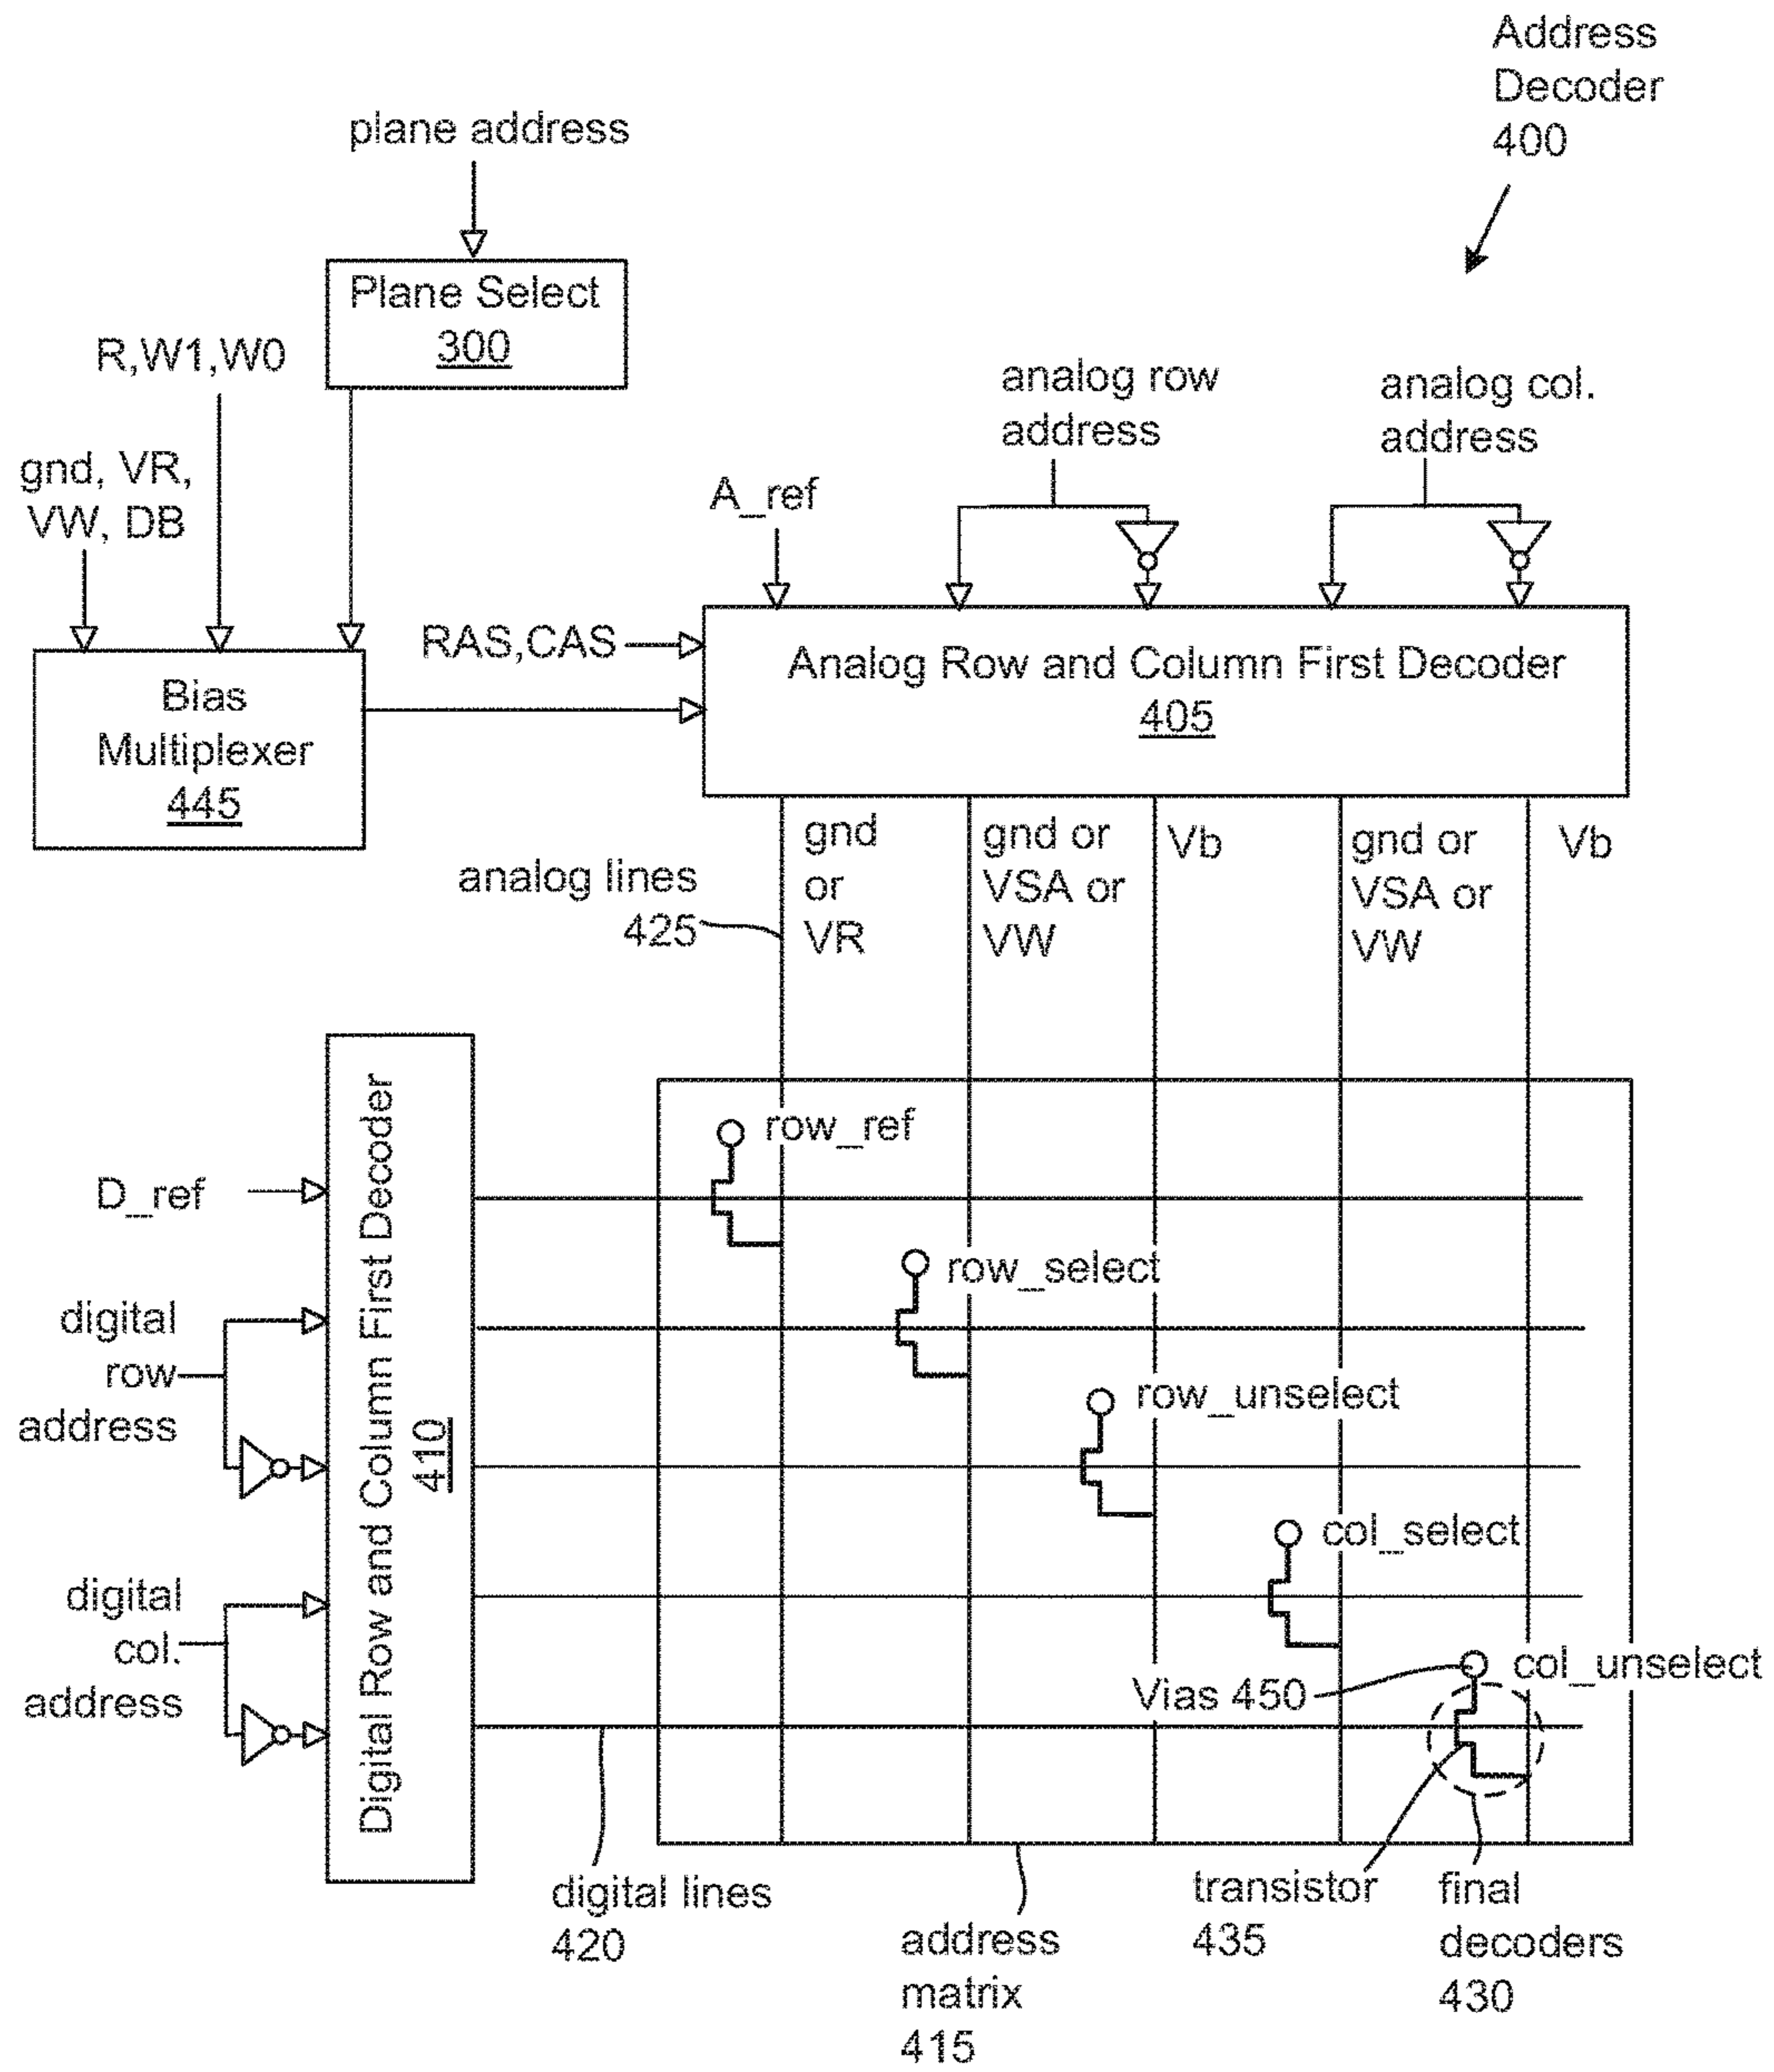 Address
Decoder
400
plane address
Plane Select
300
R,W1,W0
gnd, VR,
VW, DB
analog row
address
analog col.
address
A_ref
RAS,CAS
Bias
Multiplexer
445
Analog Row and Column First Decoder
405
gnd
or
VR
gnd or
VSA or
VW
Vb
gnd or
VSA or
VW
Vb
analog lines
425
Digital Row and Column First Decoder
410
D_ref
digital
row
address
digital
col.
address
row_ref
row_select
row_unselect
col_select
col_unselect
Vias 450
digital lines
420
address
matrix
415
transistor
435
final
decoders
430